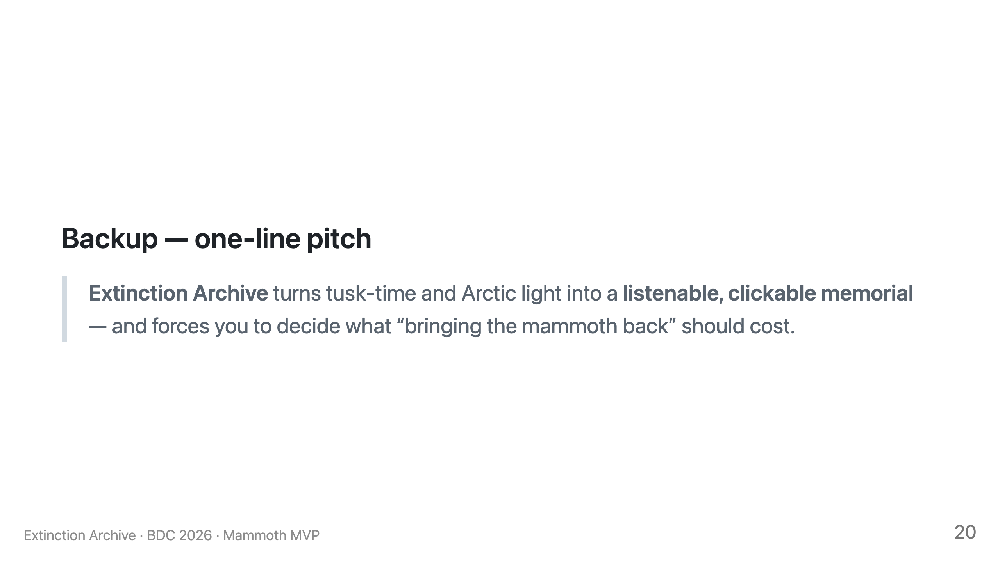 Backup — one-line pitch
Extinction Archive turns tusk-time and Arctic light into a listenable, clickable memorial
— and forces you to decide what “bringing the mammoth back” should cost.
Extinction Archive · BDC 2026 · Mammoth MVP
20